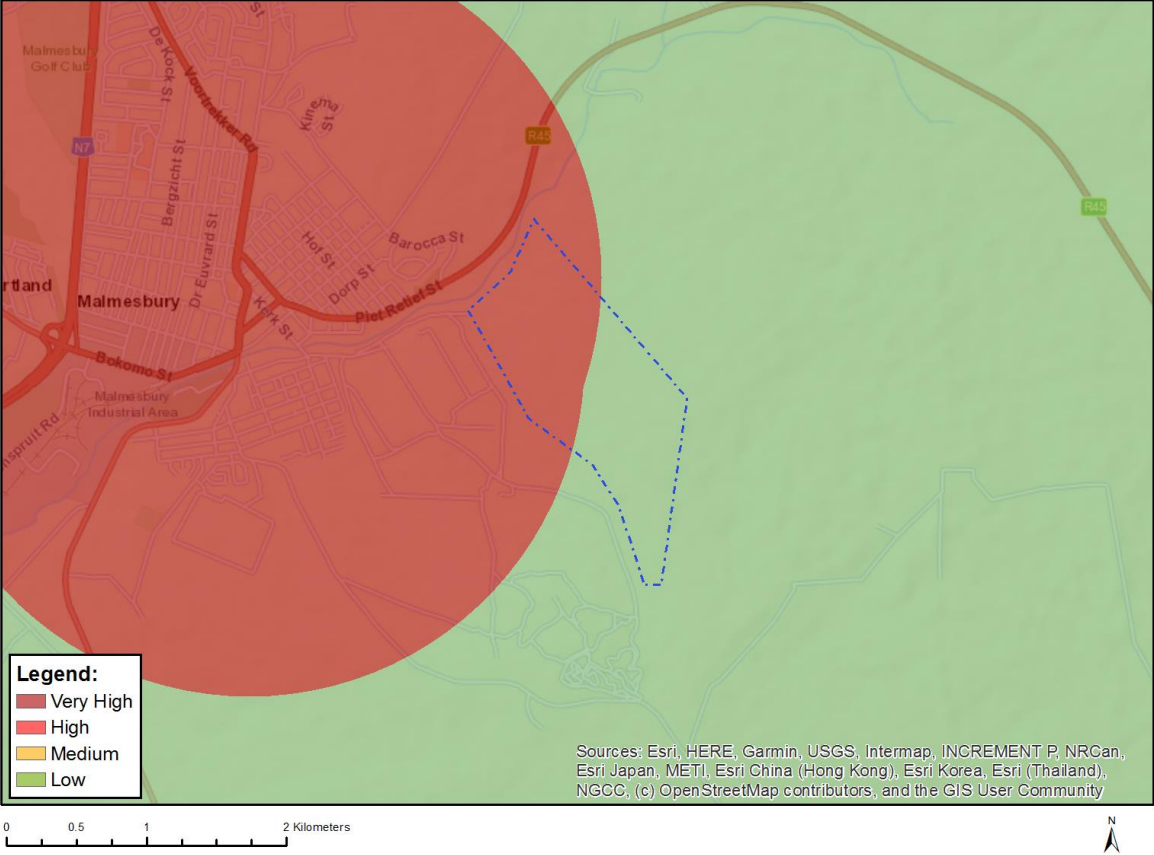 St
Malmesbury
Golf Club
De Kock St
Voortrekker Rd
Kinema
St
N7
R45
Bergzicht St
R45
Dr Euvrard St
Hof St
Barocca St
Dorp St
rtland
Malmesbury
Piet Retief St
Kerk St
Bokomo St
Malmesbury
Industrial Area
nspruit Rd
Legend:
Very High
High
Medium
Low
Sources: Esri, HERE, Garmin, USGS, Intermap, INCREMENT P, NRCan,
Esri Japan, METI, Esri China (Hong Kong), Esri Korea, Esri (Thailand),
NGCC, (c) OpenStreetMap contributors, and the GIS User Community
0 0.5 1 2 Kilometers
N